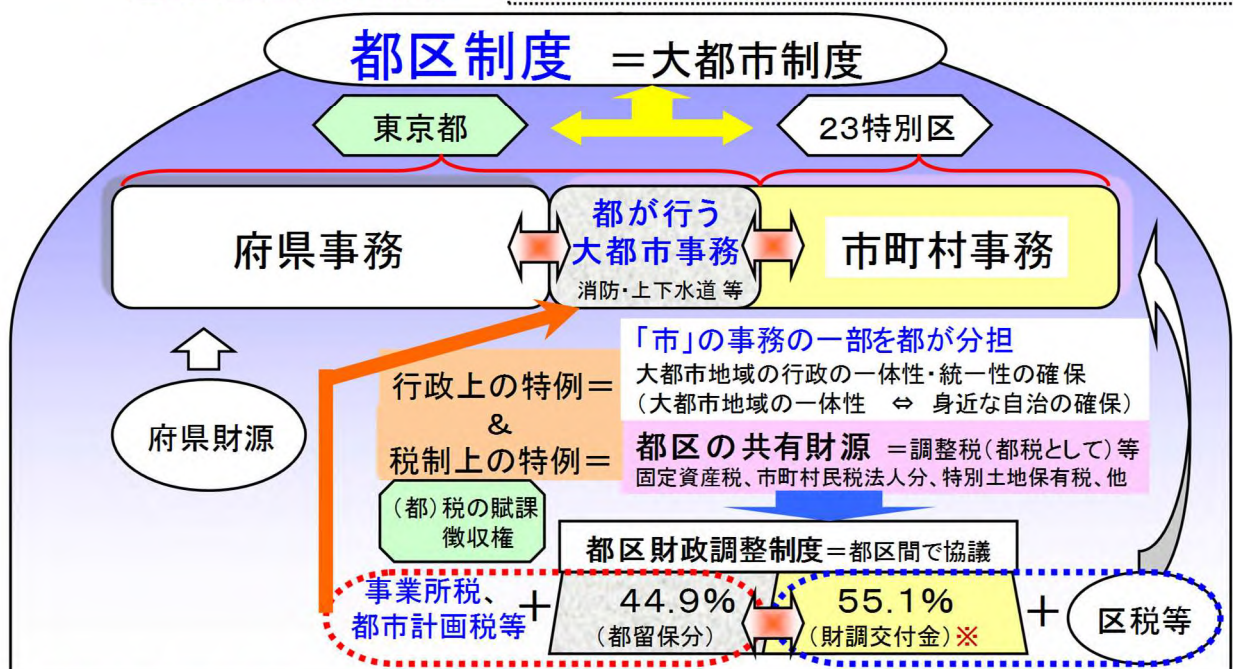 都区制度 ＝大都市制度
東京都
23特別区
府県事務
都が行う
大都市事務
消防・上下水道 等
市町村事務
府県財源
行政上の特例＝
＆
税制上の特例＝
「市」の事務の一部を都が分担
大都市地域の行政の一体性・統一性の確保
（大都市地域の一体性 ⇔ 身近な自治の確保）
都区の共有財源 ＝調整税（都税として）等
固定資産税、市町村民税法人分、特別土地保有税、他
（都）税の賦課
徴収権
都区財政調整制度＝都区間で協議
事業所税、
都市計画税等
＋
44.9%
（都留保分）
55.1%
（財調交付金）※
＋
区税等